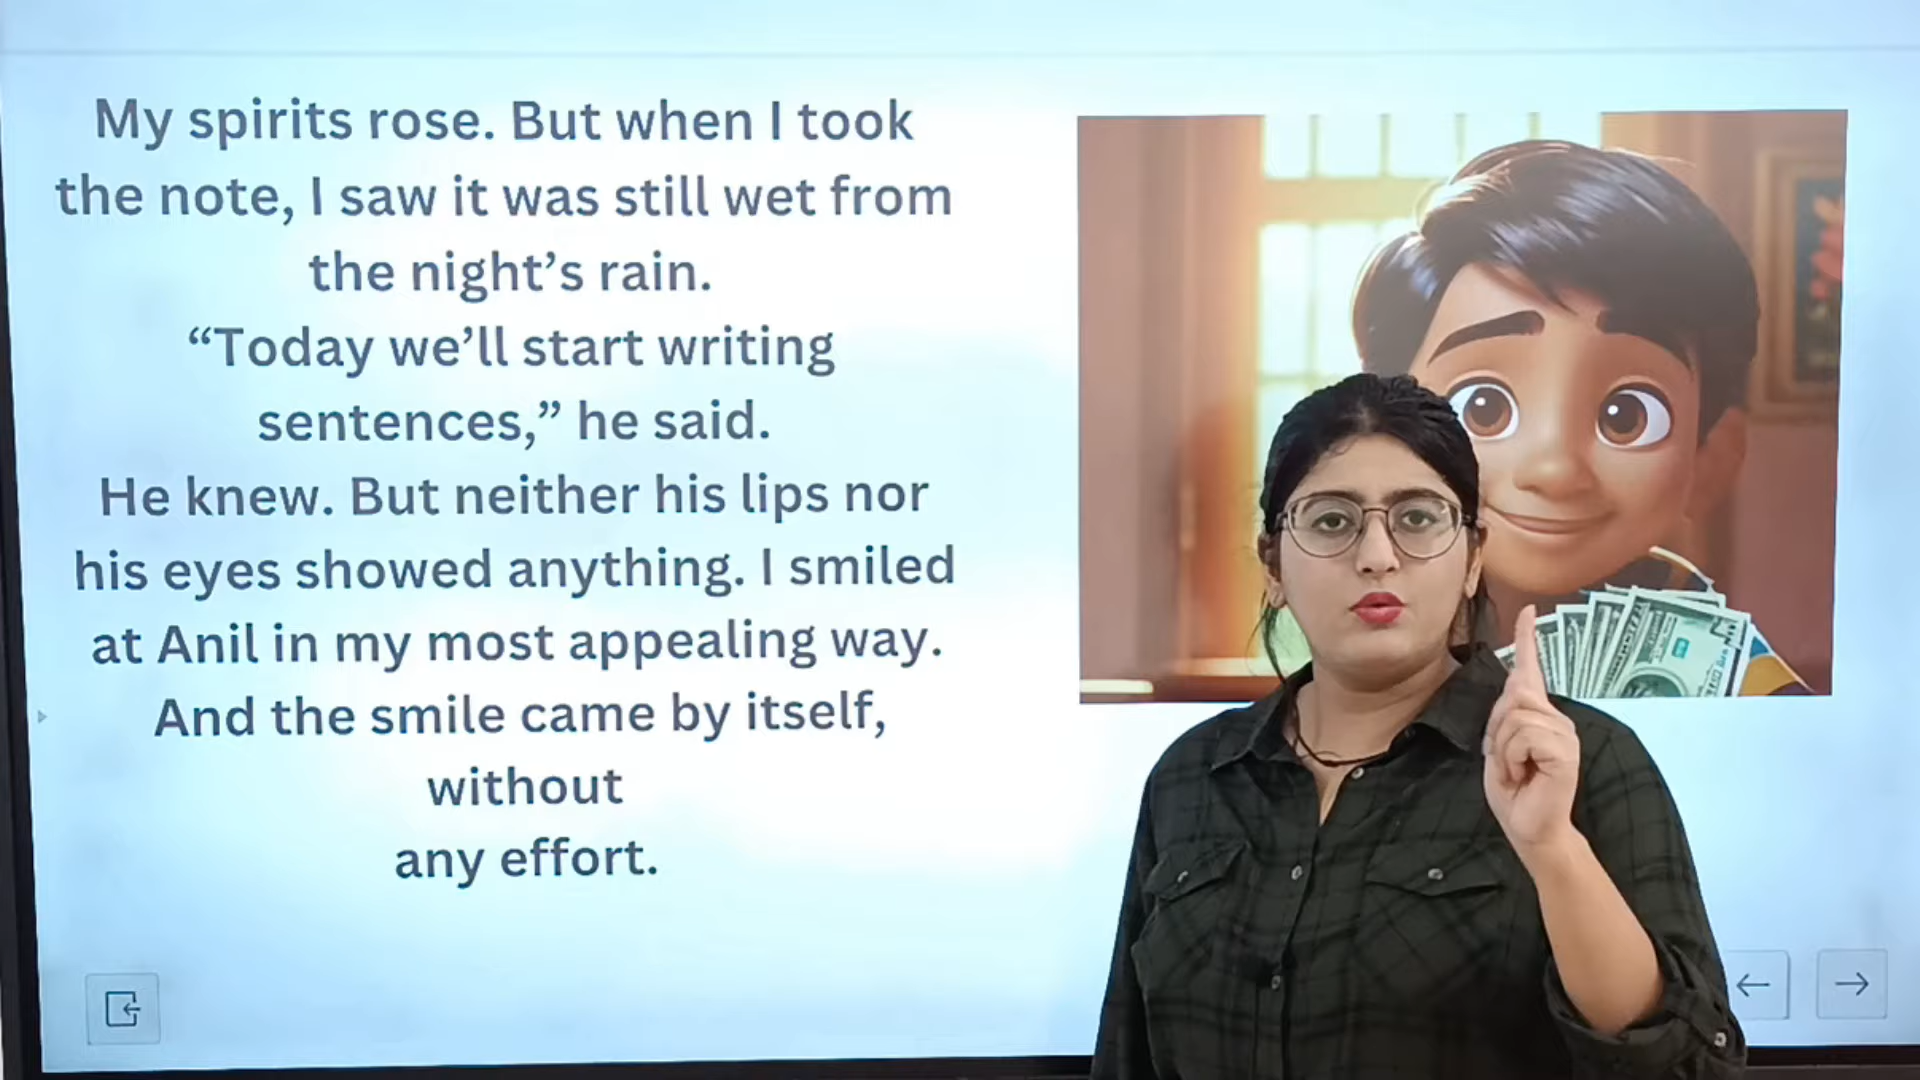 My spirits rose. But when I took
the note, I saw it was still wet from
the night’s rain.
“Today we’ll start writing
sentences,” he said.
He knew. But neither his lips nor
his eyes showed anything. I smiled
at Anil in my most appealing way.
And the smile came by itself,
without
any effort.